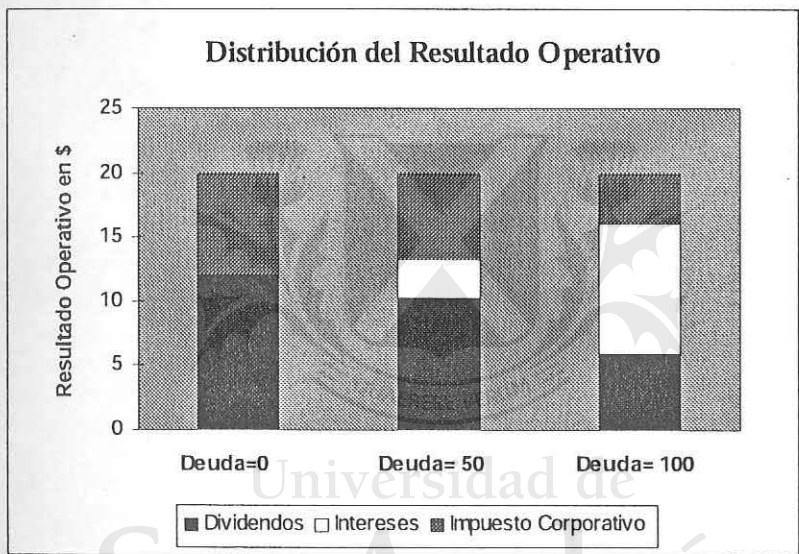 Distribución del Resultado Operativo
Resultado Operativo en $
25
20
15
10
5
0
Deuda=0 Deuda= 50 Deuda= 100
Universidad de
Dividendos Intereses Impuesto Corporativo